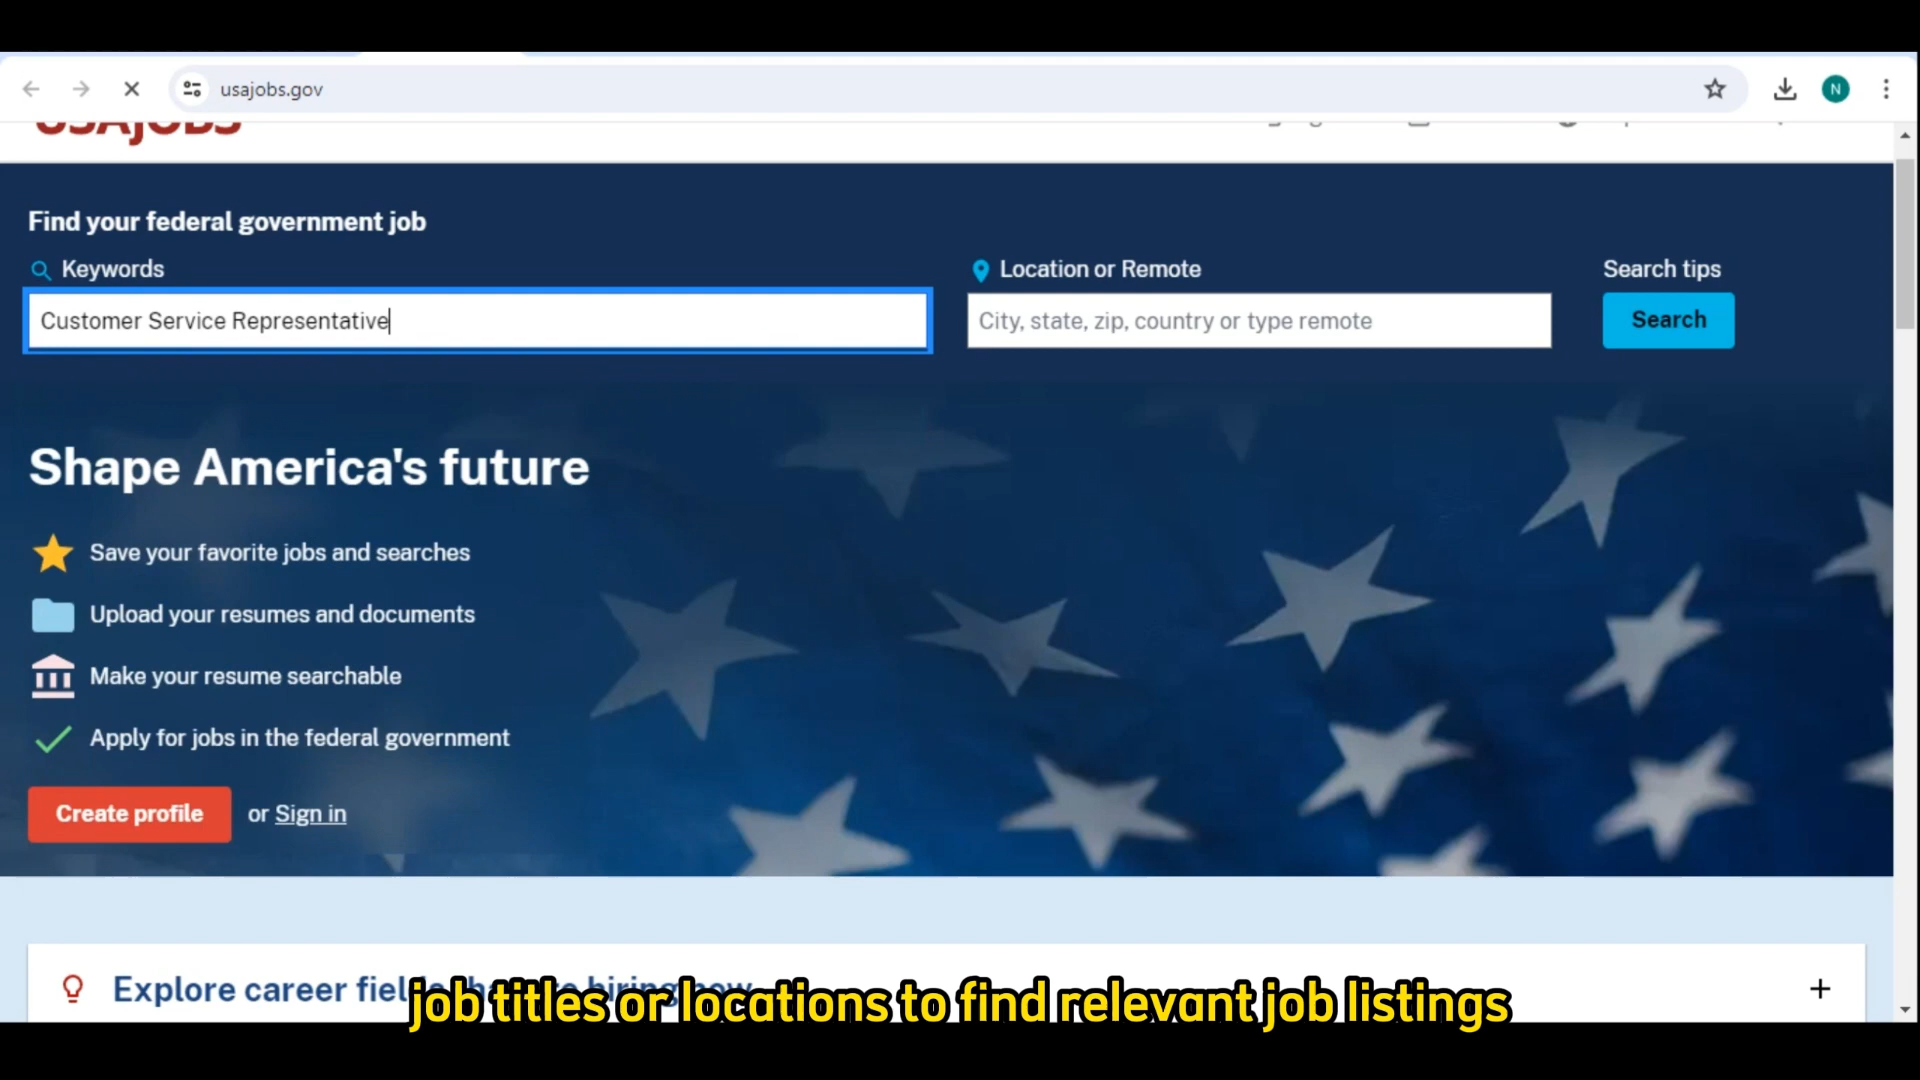 usajobs.gov
N
USAJOBS
Find your federal government job
Keywords
Location or Remote
Search tips
Customer Service Representative
City, state, zip, country or type remote
Search
Shape America's future
Save your favorite jobs and searches
Upload your resumes and documents
Make your resume searchable
Apply for jobs in the federal government
Create profile
or Sign in
Explore career
job titles or locations to find relevant job listings